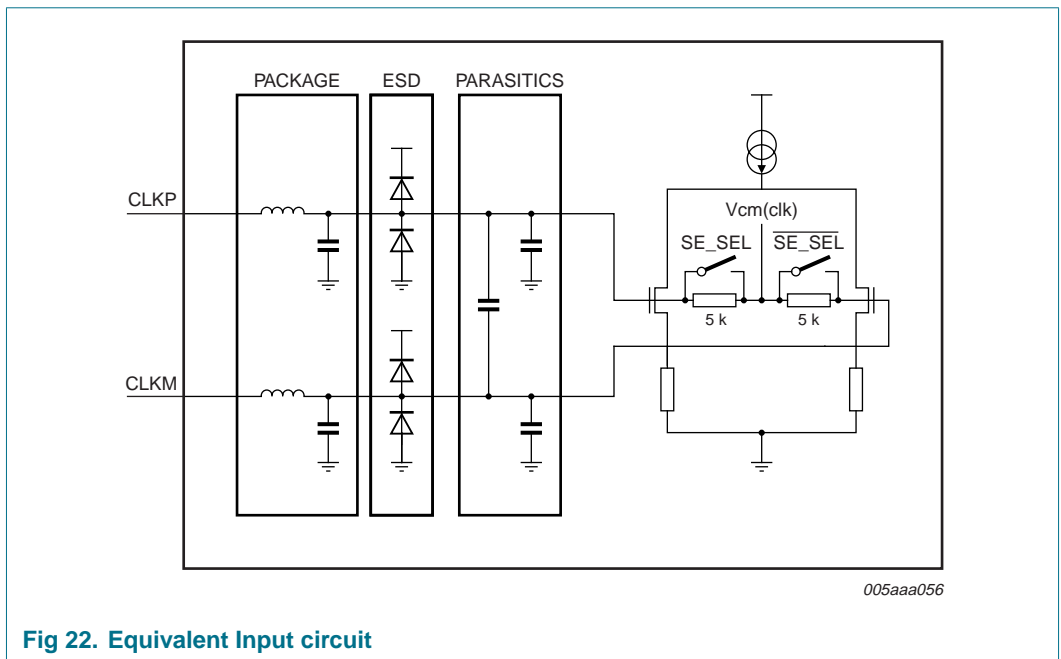 PACKAGE ESD PARASITICS
CLKP
Vcm(clk)
SE_SEL SE_SEL
5 k 5 k
CLKM
005aaa056
Fig 22. Equivalent Input circuit